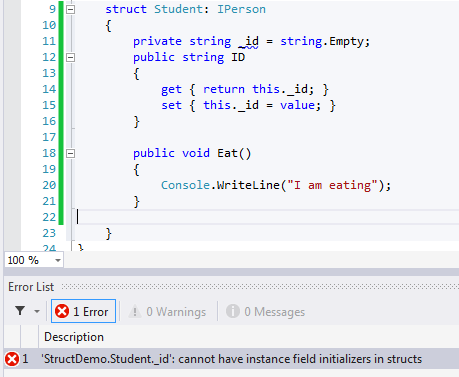 9 struct Student: IPerson
10 {
11 private string _id = string.Empty;
12 public string ID
13 {
14 get { return this._id; }
15 set { this._id = value; }
16 }
17
18 public void Eat()
19 {
20 Console.WriteLine("I am eating");
21 }
22
23 }
24 }
100 %
Error List
1 Error 0 Warnings 0 Messages
Description
1 'StructDemo.Student._id': cannot have instance field initializers in structs